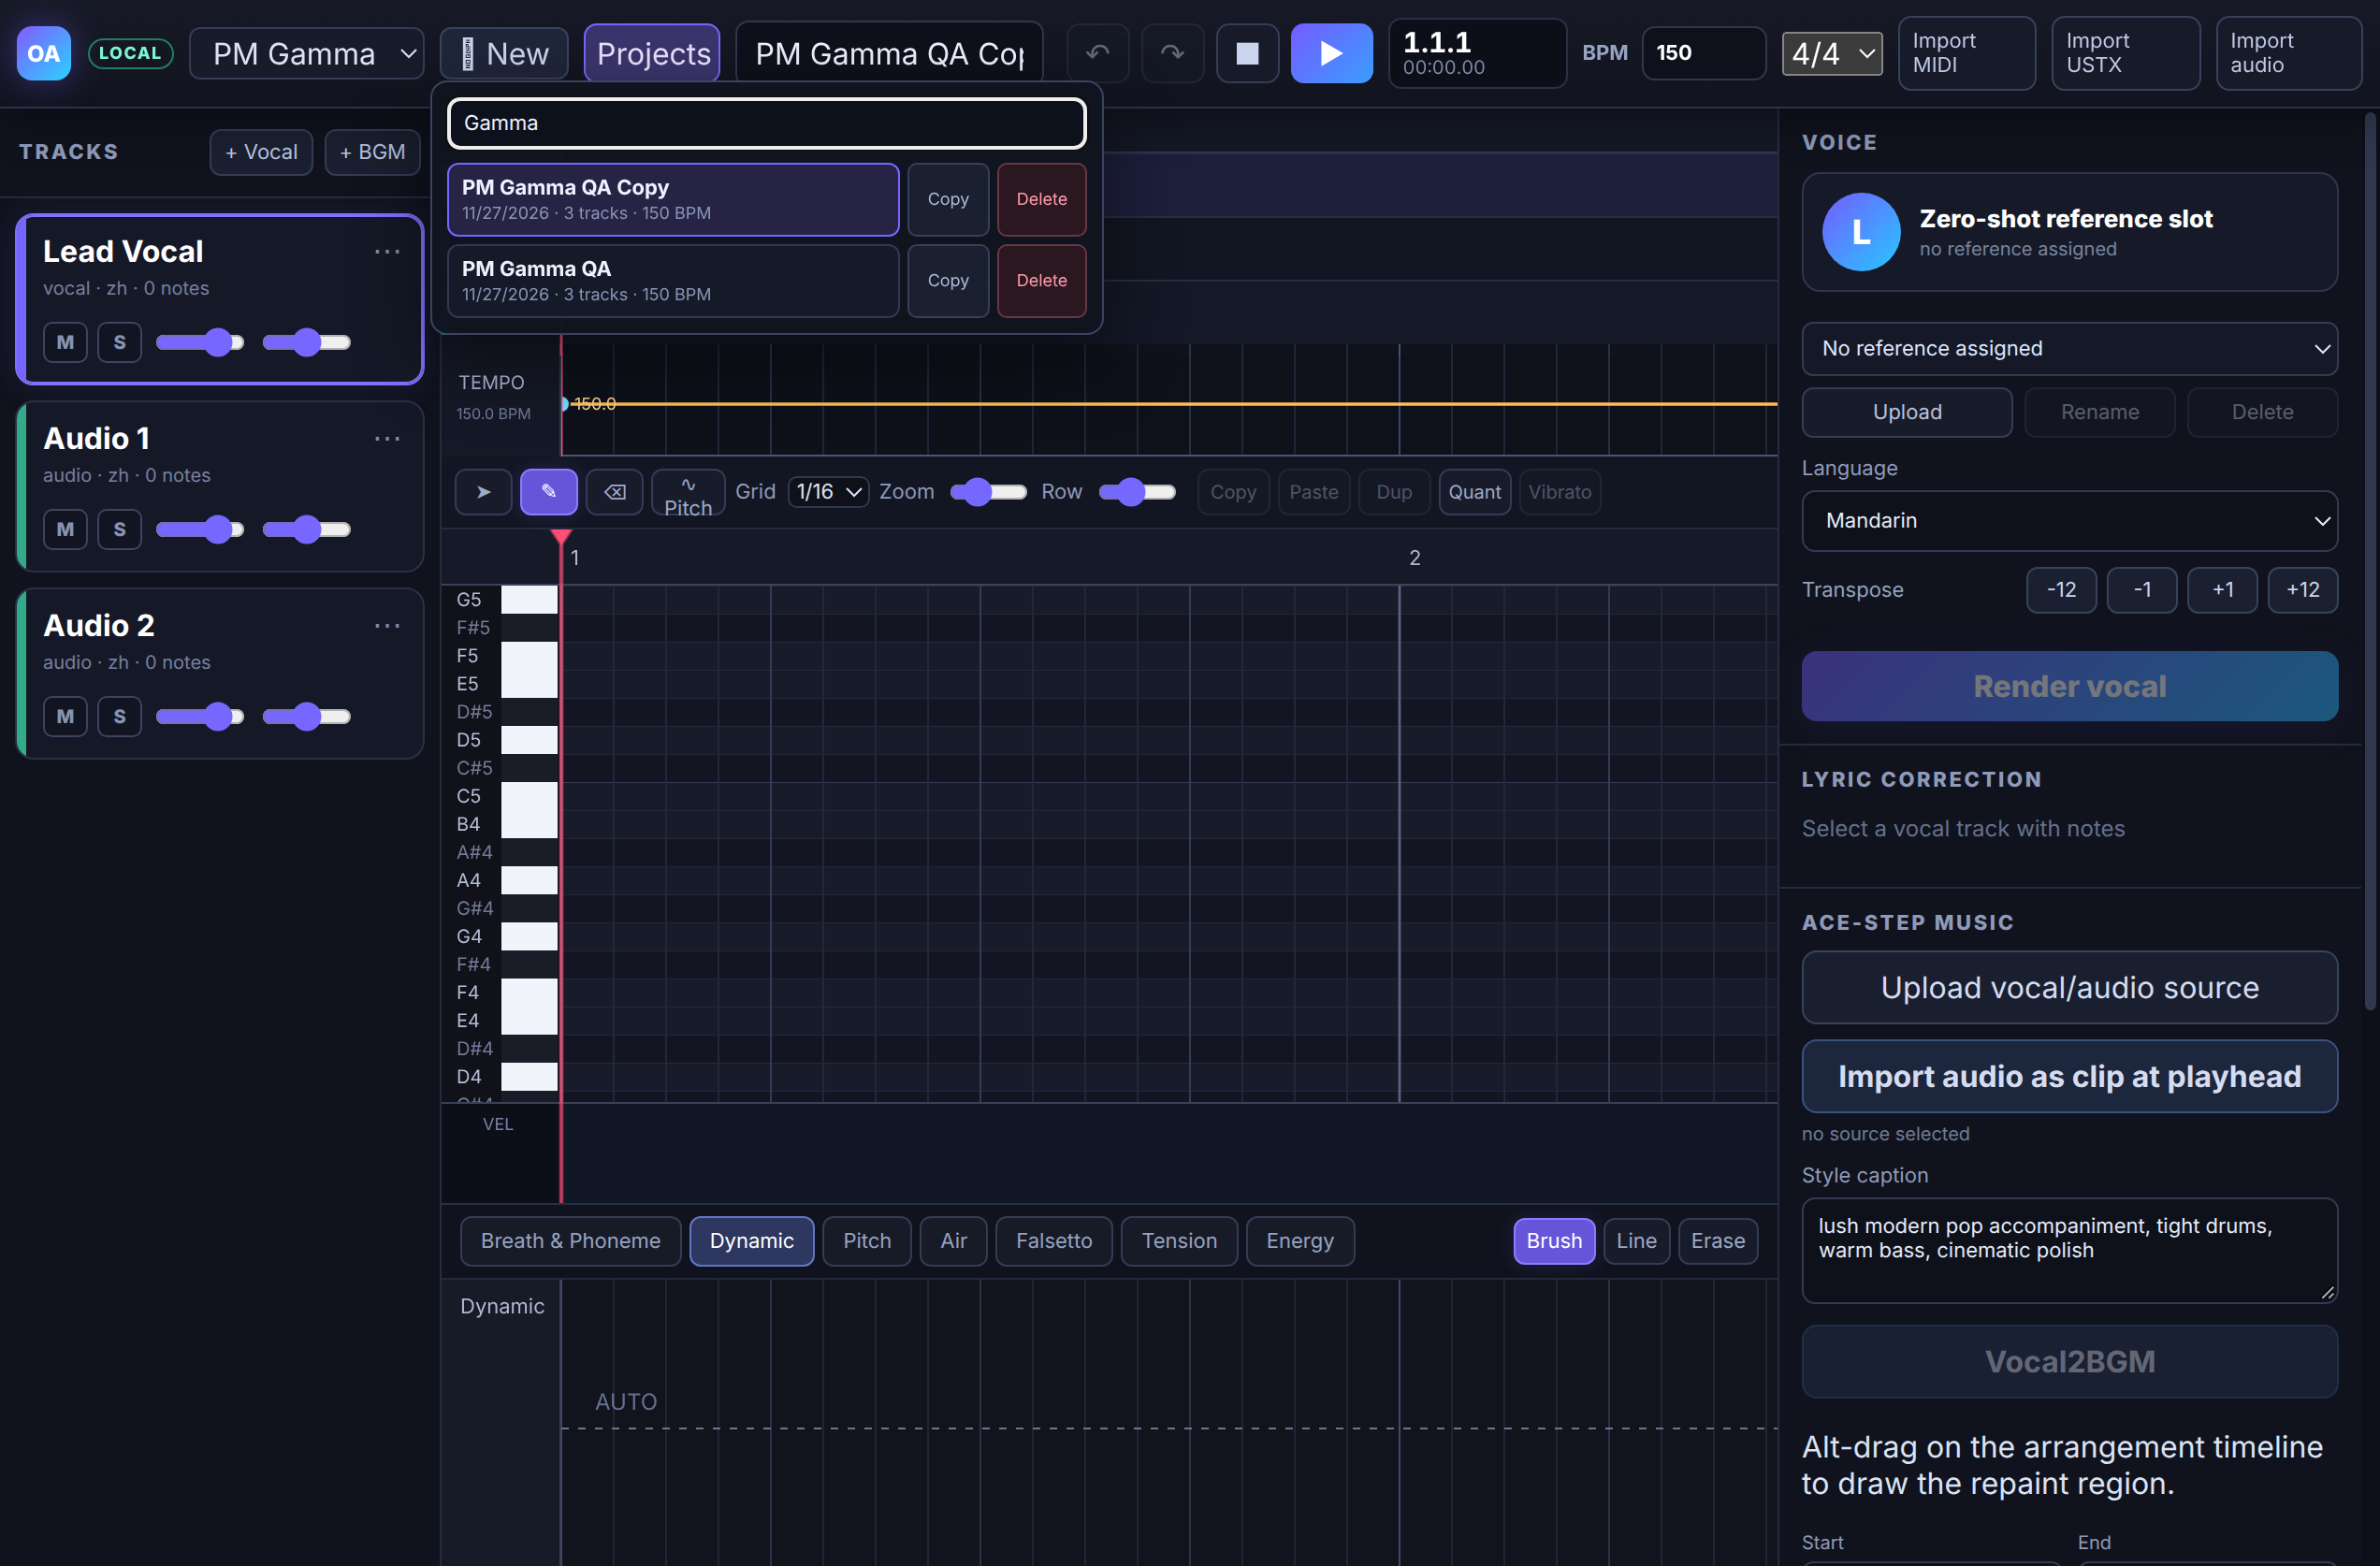 OA
LOCAL
PM Gamma
New
Projects
PM Gamma QA Cop
1.1.1
00:00.00
BPM
150
4/4
Import
MIDI
Import
USTX
Import
audio
Gamma
PM Gamma QA Copy
11/27/2026 · 3 tracks · 150 BPM
Copy
Delete
PM Gamma QA
11/27/2026 · 3 tracks · 150 BPM
Copy
Delete
TRACKS
+ Vocal
+ BGM
Lead Vocal
vocal · zh · 0 notes
M
S
Audio 1
audio · zh · 0 notes
M
S
Audio 2
audio · zh · 0 notes
M
S
TEMPO
150.0 BPM
150.0
Pitch
Grid
1/16
Zoom
Row
Copy
Paste
Dup
Quant
Vibrato
1
2
G5
F#5
F5
E5
D#5
D5
C#5
C5
B4
A#4
A4
G#4
G4
F#4
F4
E4
D#4
D4
C#4
VEL
Breath & Phoneme
Dynamic
Pitch
Air
Falsetto
Tension
Energy
Brush
Line
Erase
Dynamic
AUTO
VOICE
L
Zero-shot reference slot
no reference assigned
No reference assigned
Upload
Rename
Delete
Language
Mandarin
Transpose
-12
-1
+1
+12
Render vocal
LYRIC CORRECTION
Select a vocal track with notes
ACE-STEP MUSIC
Upload vocal/audio source
Import audio as clip at playhead
no source selected
Style caption
lush modern pop accompaniment, tight drums,
warm bass, cinematic polish
Vocal2BGM
Alt-drag on the arrangement timeline
to draw the repaint region.
Start
End